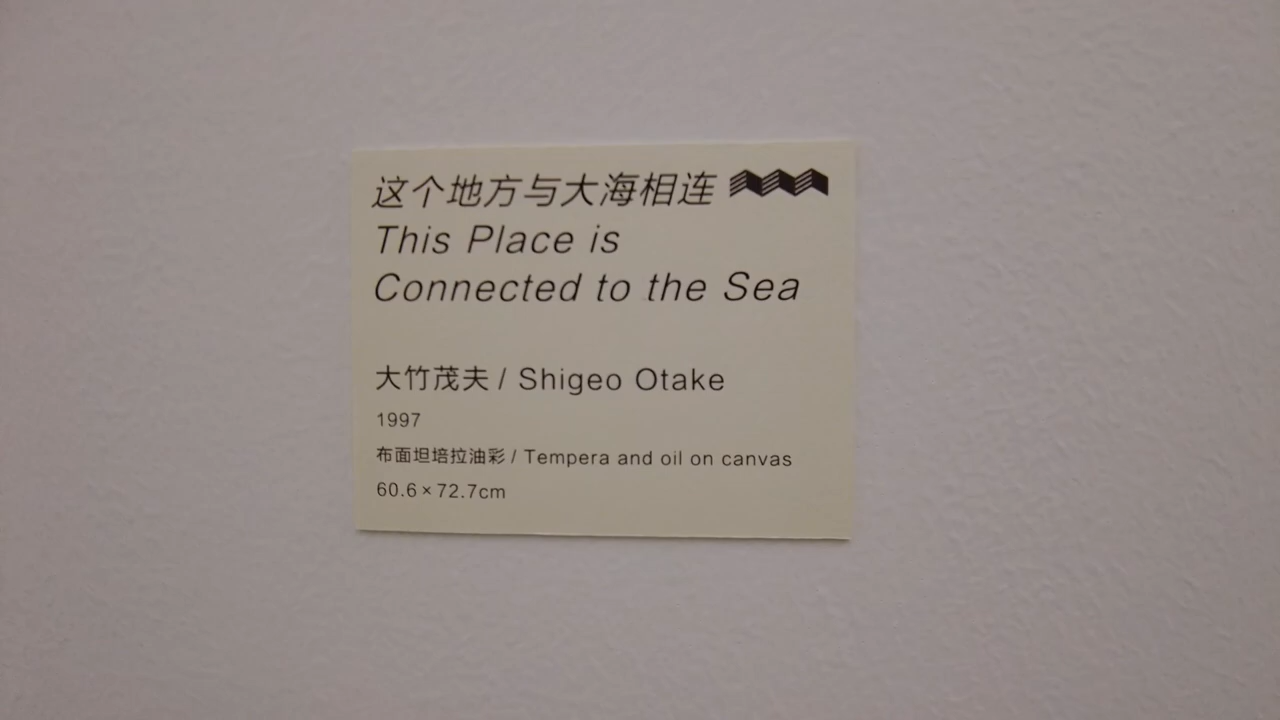 这个地方与大海相连
This Place is
Connected to the Sea
大竹茂夫 / Shigeo Otake
1997
布面坦培拉油彩 / Tempera and oil on canvas
60.6 × 72.7cm